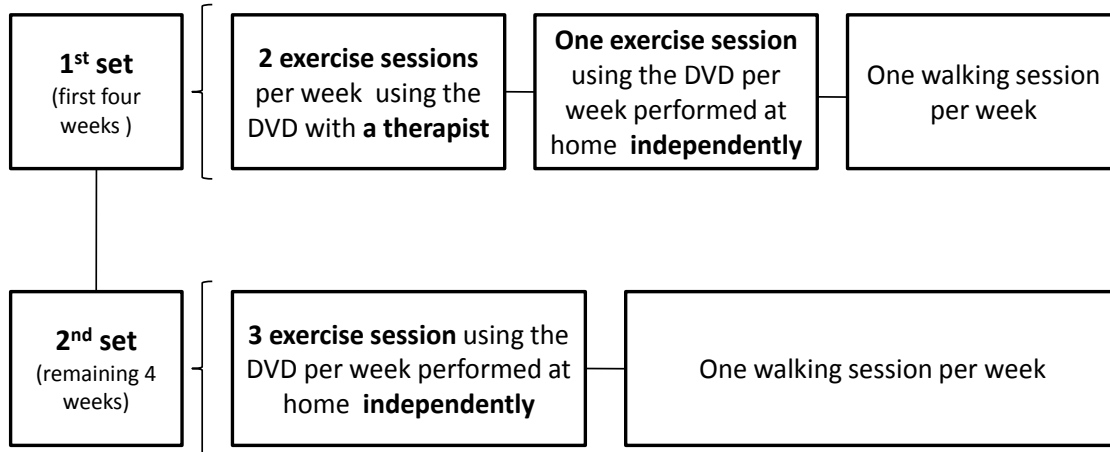 1st set
(first four
weeks )
2 exercise sessions
per week using the
DVD with a therapist
One exercise session
using the DVD per
week performed at
home independently
One walking session
per week
2nd set
(remaining 4
weeks)
3 exercise session using the
DVD per week performed at
home independently
One walking session per week